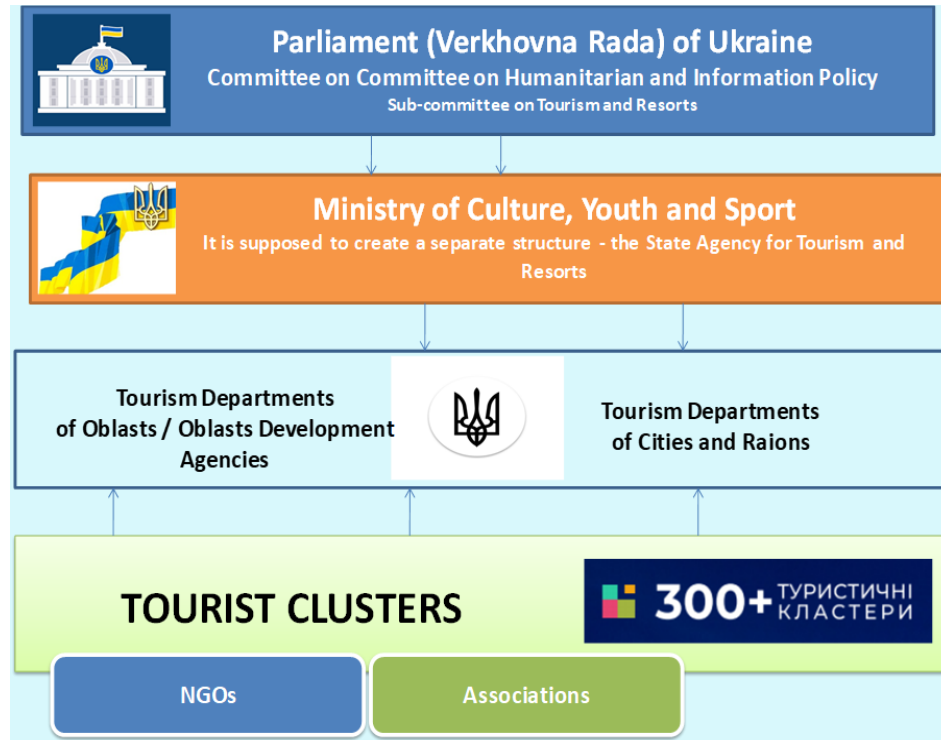 Parliament (Verkhovna Rada) of Ukraine
Committee on Committee on Humanitarian and Information Policy
Sub-committee on Tourism and Resorts
Ministry of Culture, Youth and Sport
It is supposed to create a separate structure - the State Agency for Tourism and
Resorts
Tourism Departments
of Oblasts / Oblasts Development
Agencies
Tourism Departments
of Cities and Raions
TOURIST CLUSTERS
300+ ТУРИСТИЧНІ
КЛАСТЕРИ
NGOs
Associations